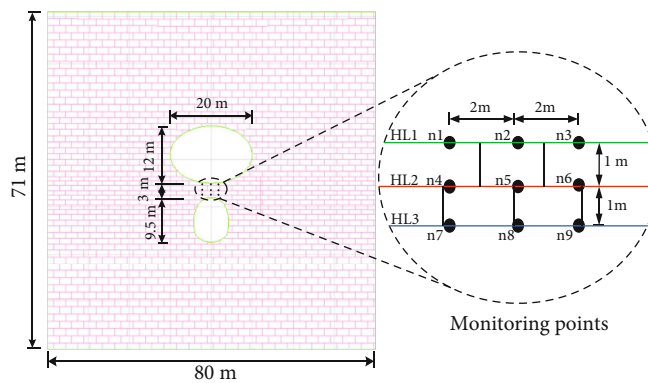 20 m
12 m
3 m
9.5 m
71 m
80 m
2m 2m
HL1 n1 n2 n3
1 m
HL2 n4 n5 n6
1m
HL3 n7 n8 n9
Monitoring points